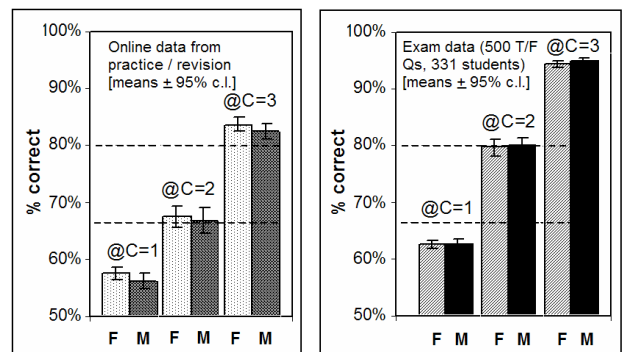 100%
90%
80%
70%
60%
50%
% correct
Online data from
practice / revision
[means ± 95% c.l.]
@C=3
@C=2
@C=1
F M F M F M
100%
90%
80%
70%
60%
50%
% correct
Exam data (500 T/F
Qs, 331 students)
[means ± 95% c.l.]
@C=3
@C=2
@C=1
F M F M F M